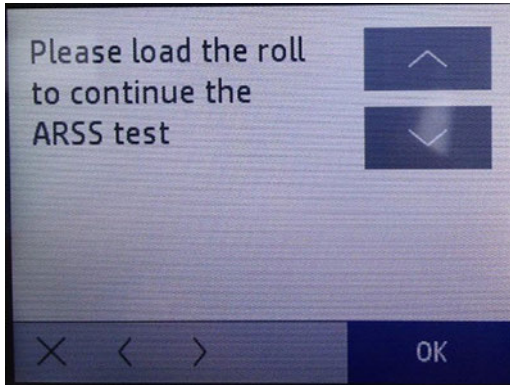 Please load the roll
to continue the
ARSS test
OK